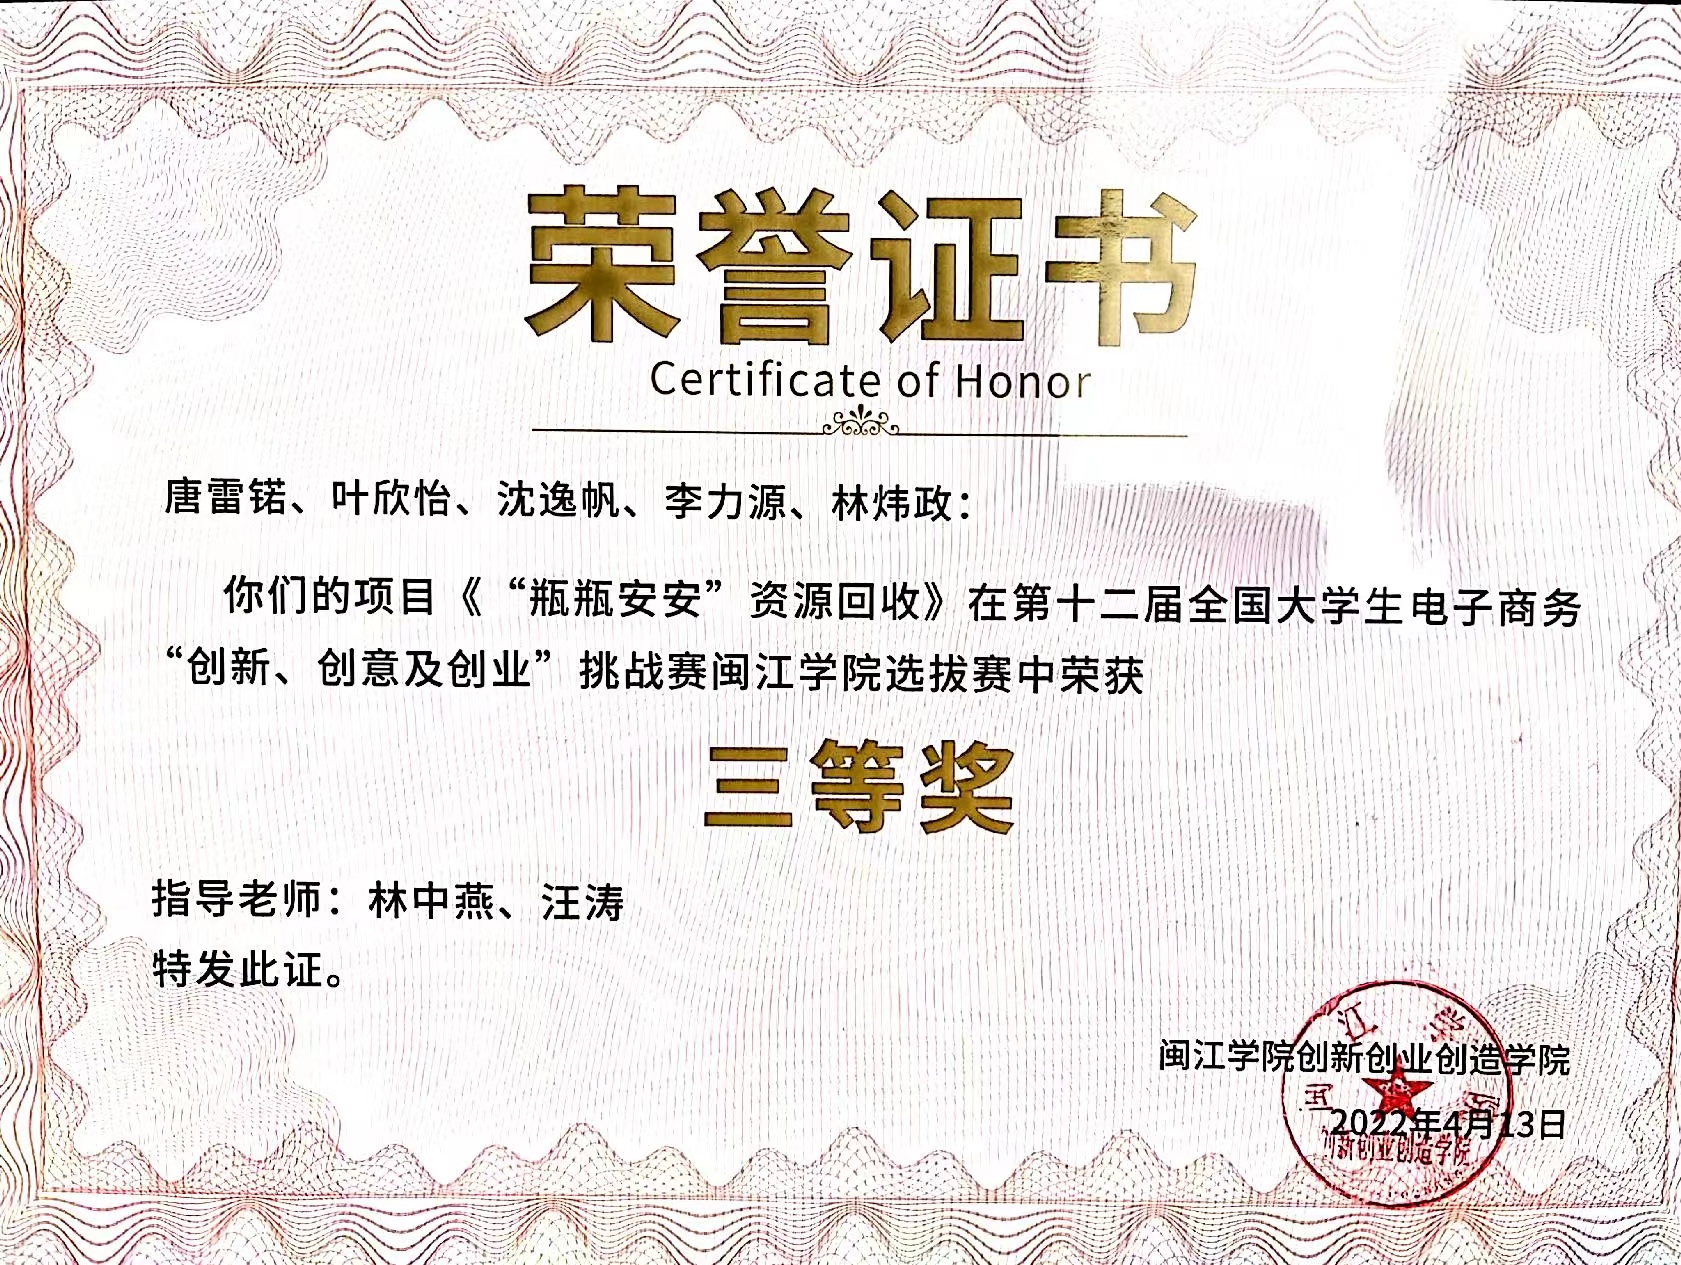 荣誉证书
Certificate of Honor
唐雷锘、叶欣怡、沈逸帆、李力源、林炜政：
你们的项目《“瓶瓶安安”资源回收》在第十二届全国大学生电子商务
“创新、创意及创业”挑战赛闽江学院选拔赛中荣获
三等奖
指导老师：林中燕、汪涛
特发此证。
闽江学院创新创业创造学院
2022年4月13日
闽江学院
创新创业创造学院